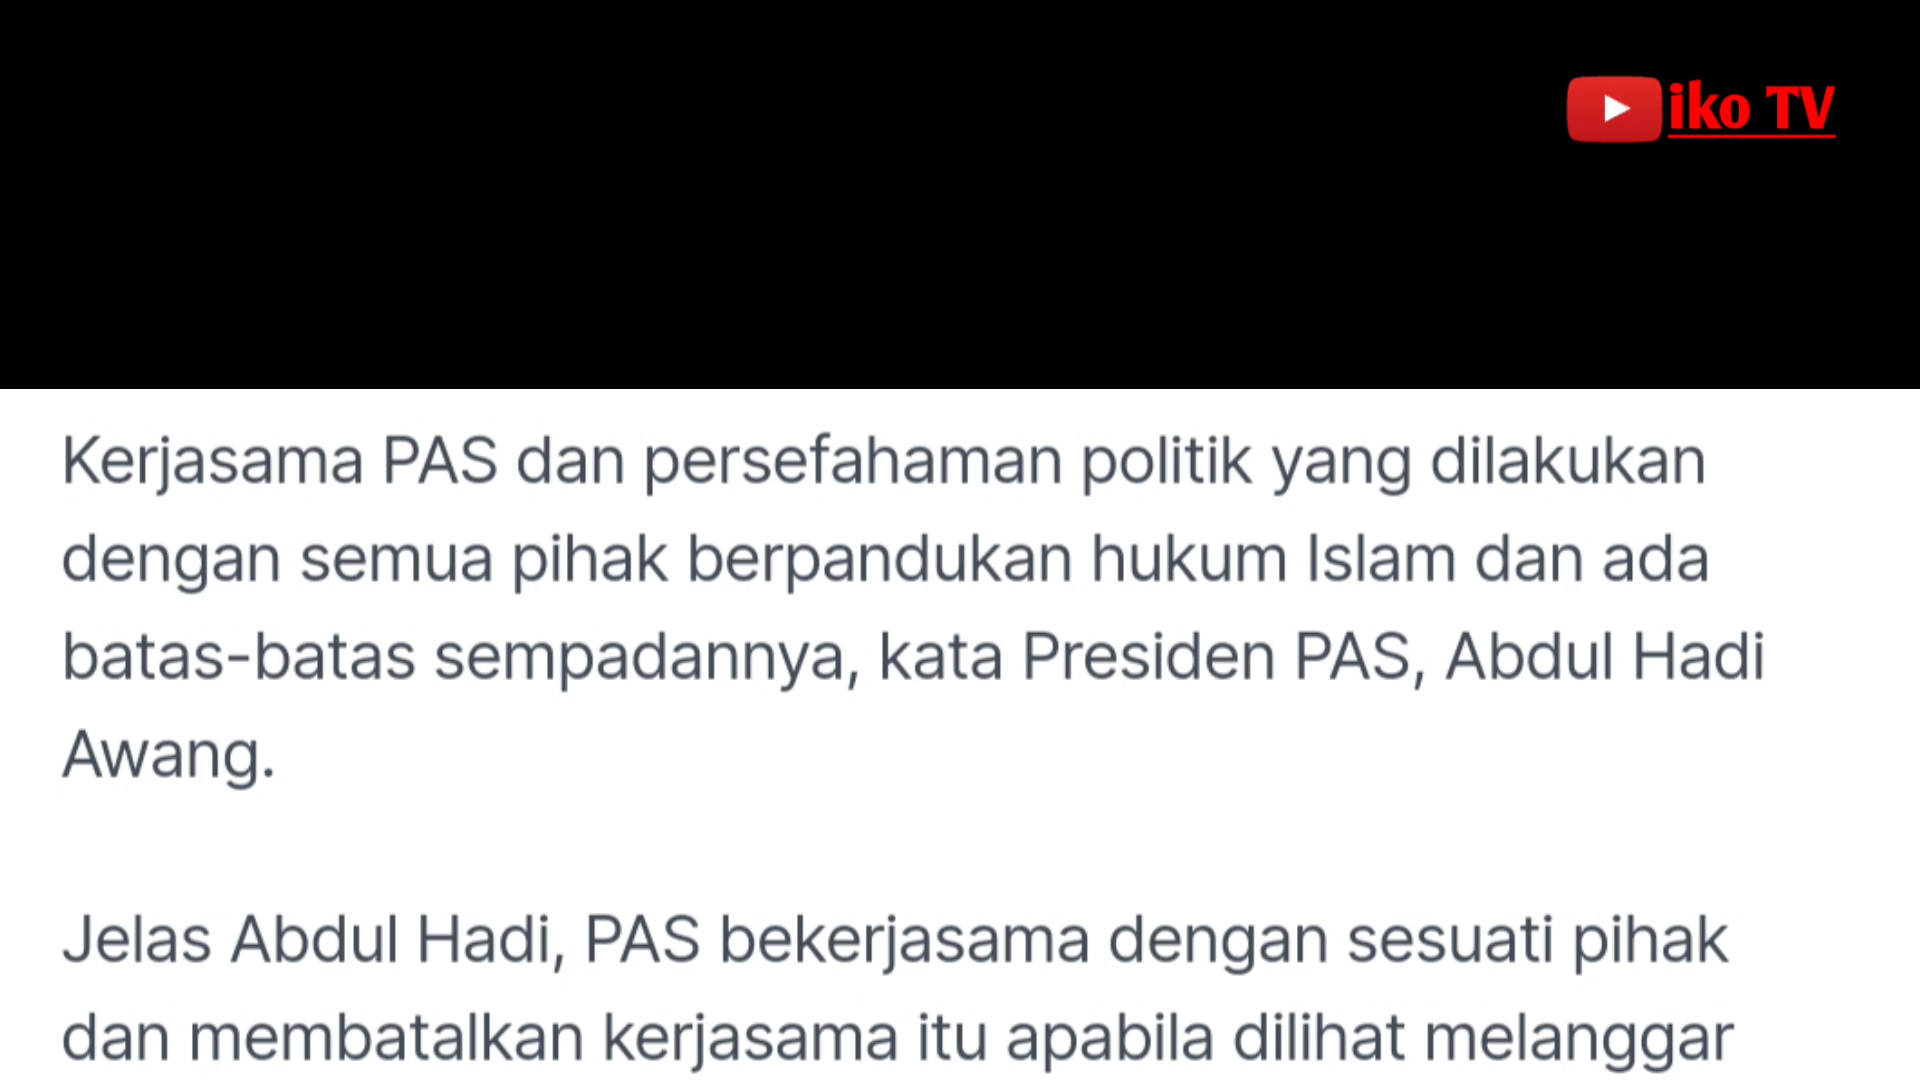 iko TV
Kerjasama PAS dan persefahaman politik yang dilakukan
dengan semua pihak berpandukan hukum Islam dan ada
batas-batas sempadannya, kata Presiden PAS, Abdul Hadi
Awang.
Jelas Abdul Hadi, PAS bekerjasama dengan sesuati pihak
dan membatalkan kerjasama itu apabila dilihat melanggar